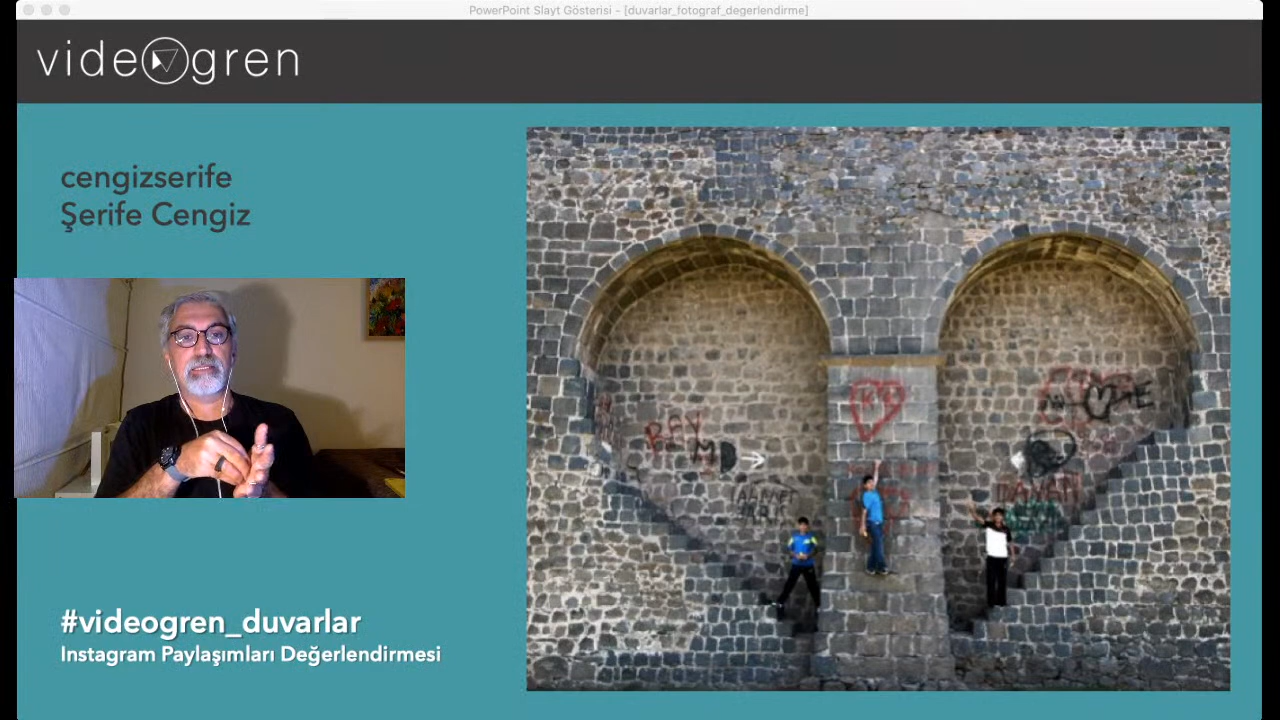 PowerPoint Slayt Gösterisi - [duvarlar_fotograf_degerlendirme]
videogren
cengizserife
Şerife Cengiz
#videogren_duvarlar
Instagram Paylaşımları Değerlendirmesi